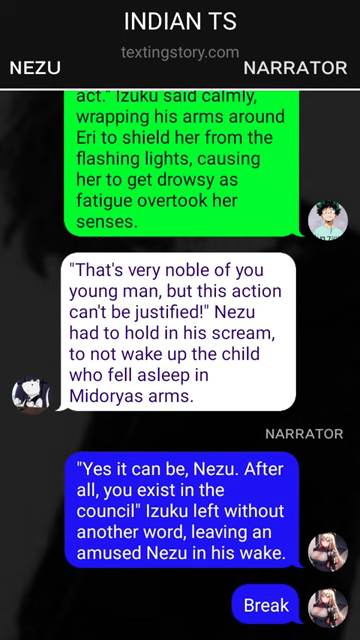 INDIAN TS
textingstory.com
NEZU
NARRATOR
act." Izuku said calmly,
wrapping his arms around
Eri to shield her from the
flashing lights, causing
her to get drowsy as
fatigue overtook her
senses.
"That's very noble of you
young man, but this action
can't be justified!" Nezu
had to hold in his scream,
to not wake up the child
who fell asleep in
Midoryas arms.
NARRATOR
"Yes it can be, Nezu. After
all, you exist in the
council" Izuku left without
another word, leaving an
amused Nezu in his wake.
Break